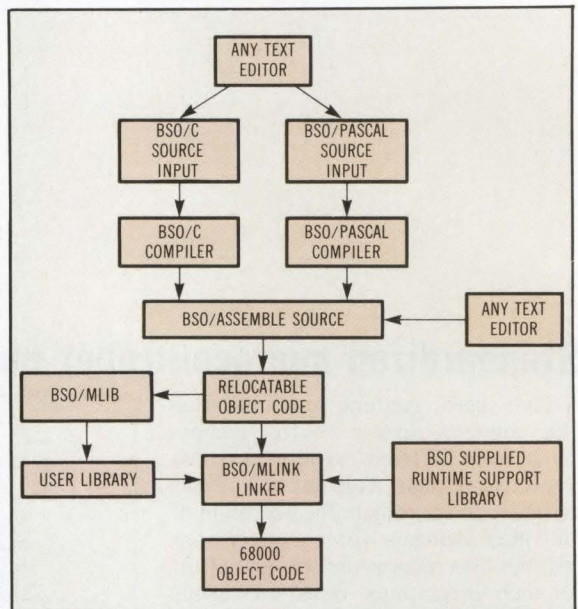 ANY TEXT
EDITOR
BSO/C
SOURCE
INPUT
BSO/PASCAL
SOURCE
INPUT
BSO/C
COMPILER
BSO/PASCAL
COMPILER
BSO/ASSEMBLE SOURCE
ANY TEXT
EDITOR
BSO/MLIB
RELOCATABLE
OBJECT CODE
USER LIBRARY
BSO/MLINK
LINKER
BSO SUPPLIED
RUNTIME SUPPORT
LIBRARY
68000
OBJECT CODE